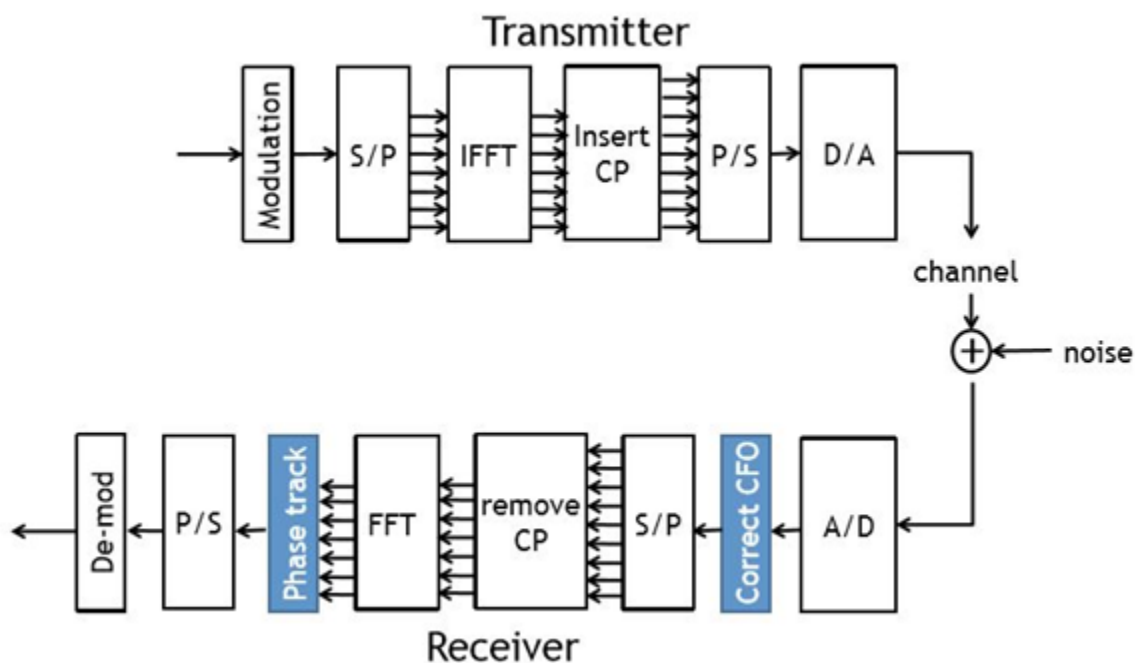 Transmitter
Modulation
S/P
IFFT
Insert
CP
P/S
D/A
channel
noise
De-mod
P/S
Phase track
FFT
remove
CP
S/P
Correct CFO
A/D
Receiver